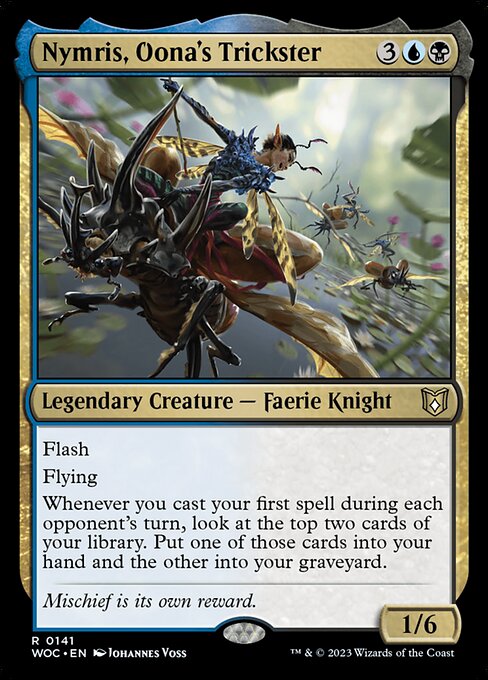 Nymris, Oona's Trickster 3
Legendary Creature — Faerie Knight
Flash
Flying
Whenever you cast your first spell during each
opponent's turn, look at the top two cards of
your library. Put one of those cards into your
hand and the other into your graveyard.
Mischief is its own reward.
1/6
R 0141
WOC • EN Johannes Voss
™ & © 2023 Wizards of the Coast